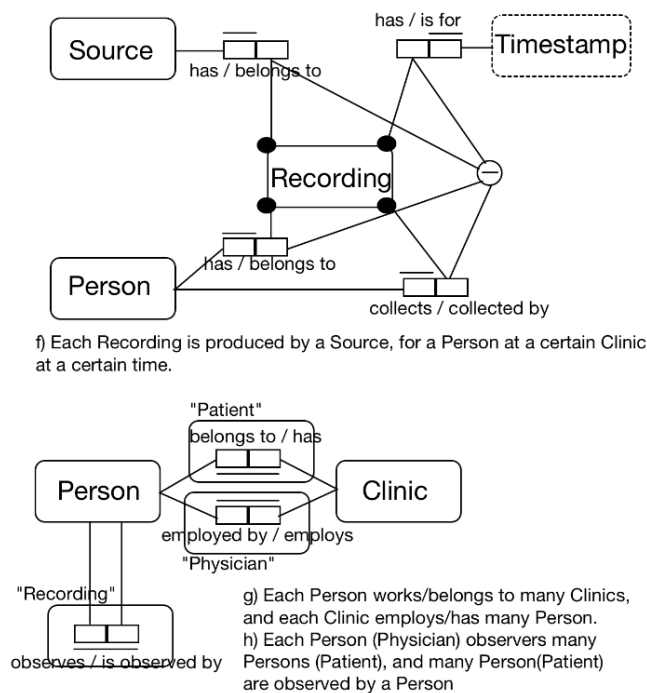 has / is for
Source
Timestamp
has / belongs to
Recording
has / belongs to
Person
collects / collected by
f) Each Recording is produced by a Source, for a Person at a certain Clinic
at a certain time.
"Patient"
belongs to / has
Person
Clinic
employed by / employs
"Physician"
"Recording"
observes / is observed by
g) Each Person works/belongs to many Clinics,
and each Clinic employs/has many Person.
h) Each Person (Physician) observers many
Persons (Patient), and many Person(Patient)
are observed by a Person